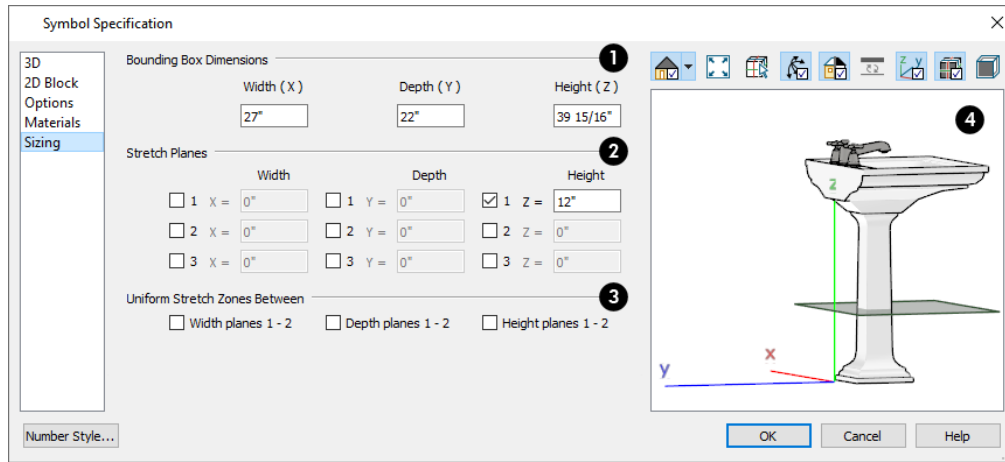 Symbol Specification
3D
2D Block
Options
Materials
Sizing
Bounding Box Dimensions 1
Width (X) Depth (Y) Height (Z)
27" 22" 39 15/16"
Stretch Planes 2
Width Depth Height
1 X = 0" 1 Y = 0" 1 Z = 12"
2 X = 0" 2 Y = 0" 2 Z = 0"
3 X = 0" 3 Y = 0" 3 Z = 0"
Uniform Stretch Zones Between 3
Width planes 1 - 2 Depth planes 1 - 2 Height planes 1 - 2
Z Y
4
Z
X
Y
Number Style... OK Cancel Help